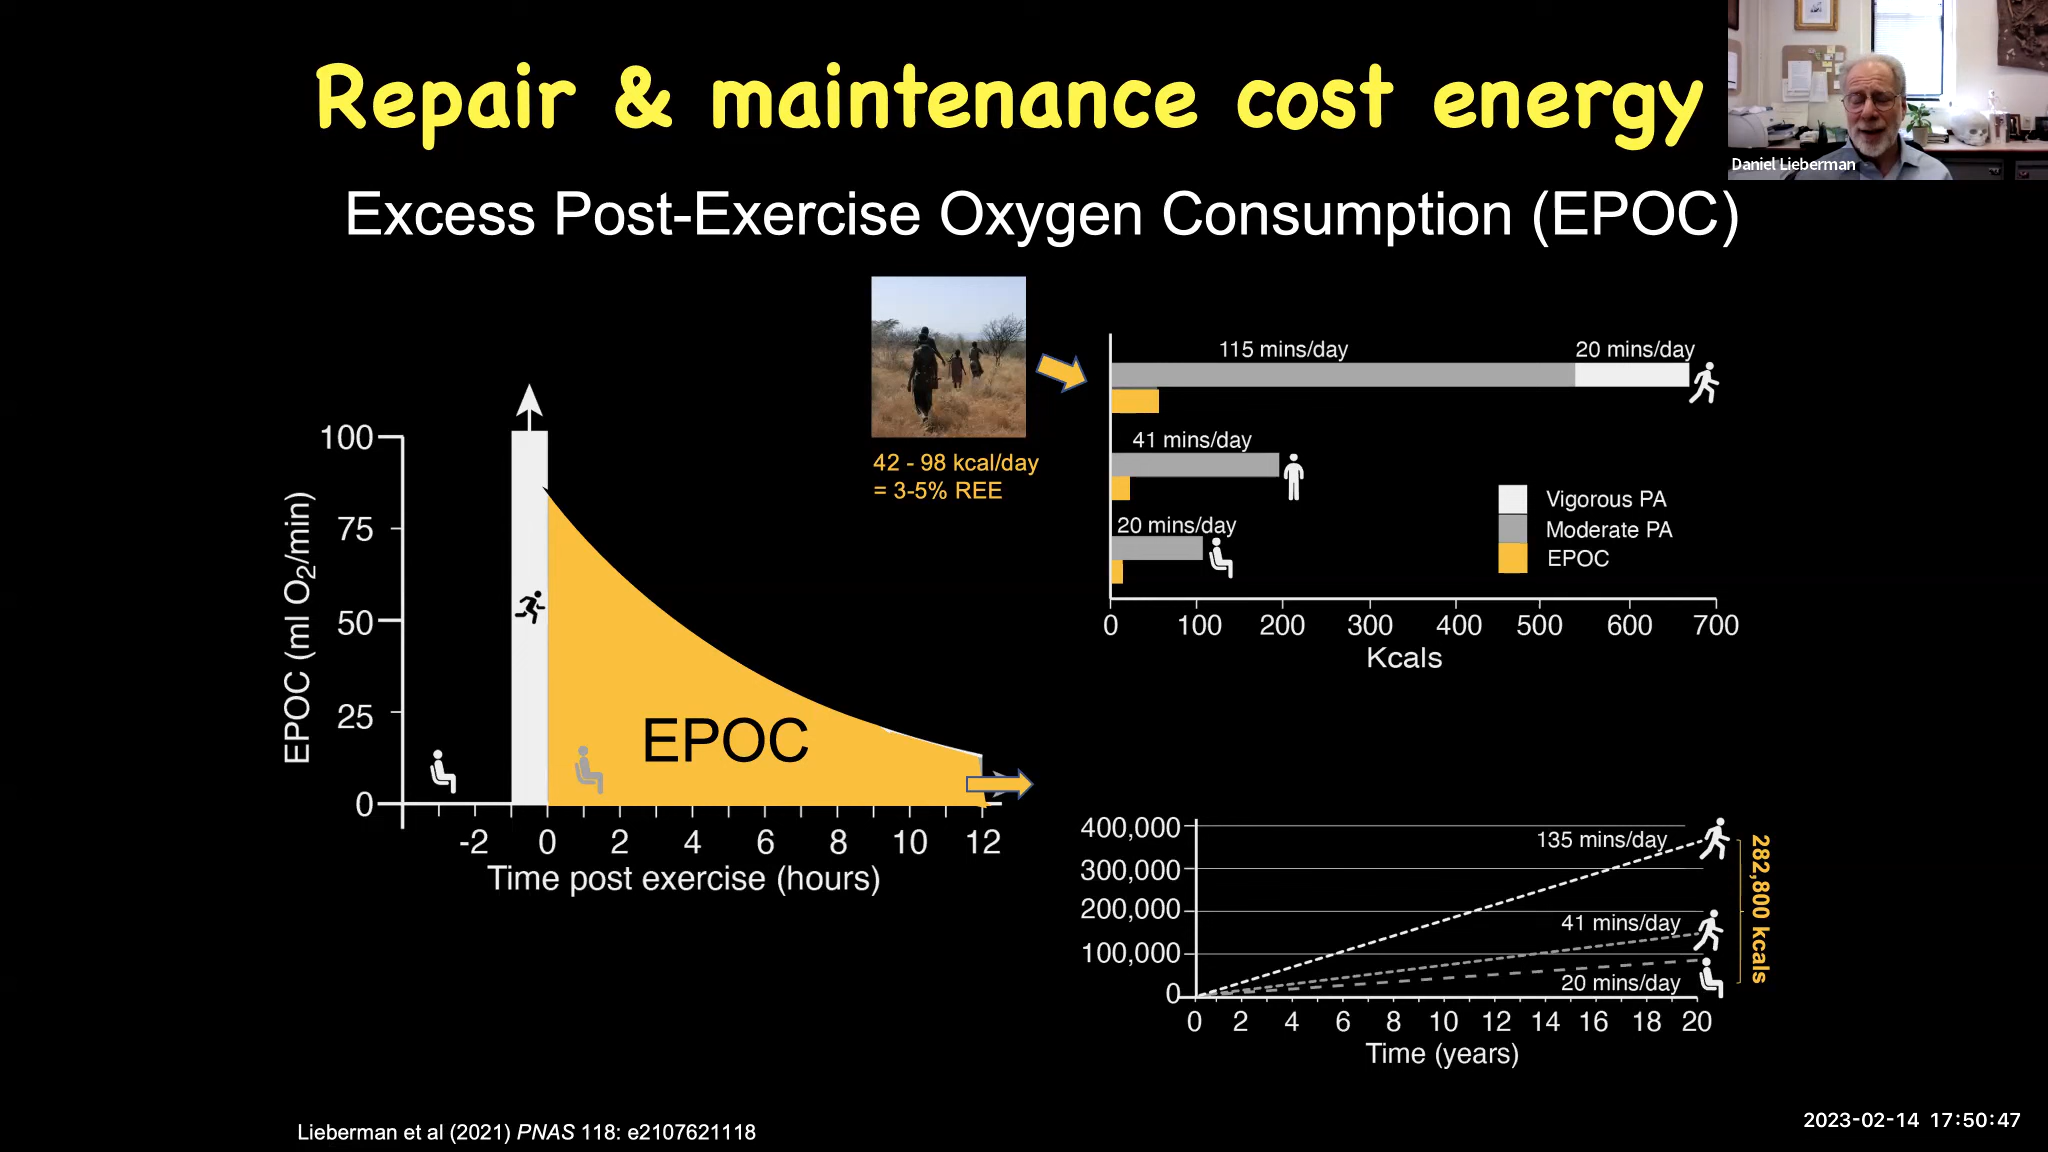 Repair & maintenance cost energy
Daniel Lieberman
Excess Post-Exercise Oxygen Consumption (EPOC)
EPOC (ml O2/min)
100
75
50
25
0
EPOC
-2 0 2 4 6 8 10 12
Time post exercise (hours)
42 - 98 kcal/day
= 3-5% REE
115 mins/day 20 mins/day
41 mins/day
20 mins/day
Vigorous PA
Moderate PA
EPOC
0 100 200 300 400 500 600 700
Kcals
400,000
300,000
200,000
100,000
0
135 mins/day
41 mins/day
20 mins/day
282,800 kcals
0 2 4 6 8 10 12 14 16 18 20
Time (years)
Lieberman et al (2021) PNAS 118: e2107621118
2023-02-14 17:50:47